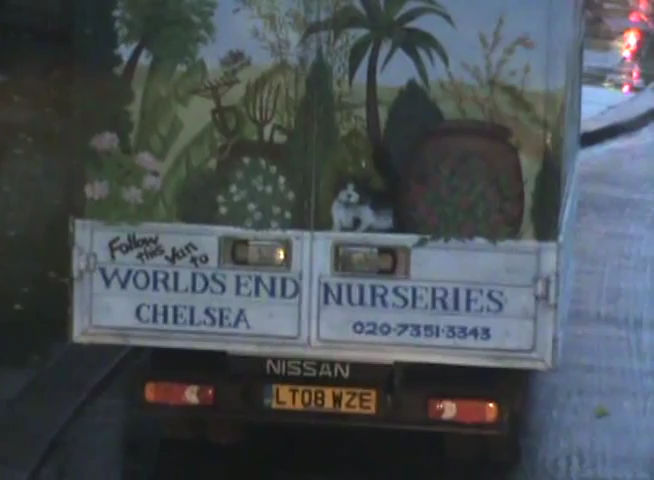 Follow
this Van
to
WORLDS END NURSERIES
CHELSEA
020-7351-3343
NISSAN
LT08 WZE